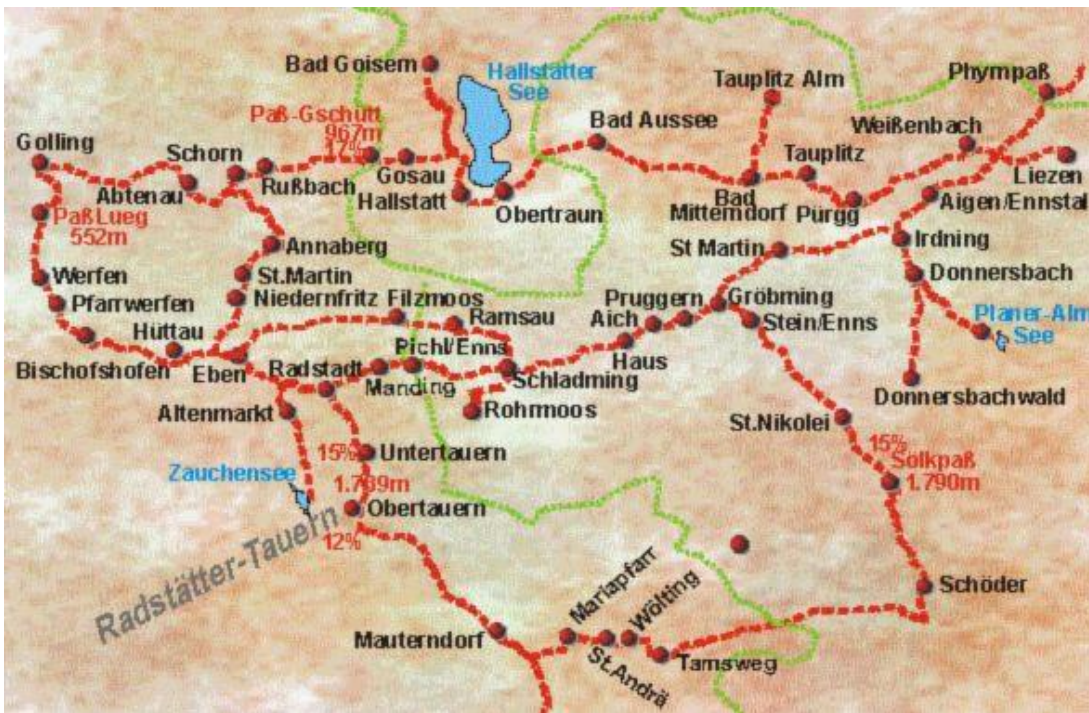 Bad Goisern
Hallstätter
See
Tauplitz Alm
Phympaß
Paß-Gschütt
967m
17%
Bad Aussee
Weißenbach
Golling
Schorn
Rußbach
Gosau
Tauplitz
Liezen
Abtenau
Hallstatt
Obertraun
Bad
Mitterndorf
Pürgg
Aigen/Ennstal
Paß Lueg
552m
Annaberg
St Martin
Irdning
Werfen
St.Martin
Donnersbach
Pfarrwerfen
Niedernfritz
Filzmoos
Pruggern
Gröbming
Planer-Alm
See
Hüttau
Ramsau
Aich
Stein/Enns
Bischofshofen
Eben
Radstadt
Pichl/Enns
Manding
Schladming
Haus
Donnersbachwald
Altenmarkt
Rohrmoos
St.Nikolei
15%
Untertauern
15%
Sölkpaß
1.790m
Zauchensee
1.739m
Obertauern
12%
Radstätter-Tauern
Mariapfarr
Wölting
Schöder
Mauterndorf
St.Andrä
Tamsweg